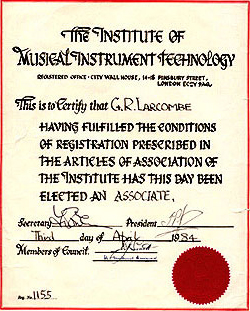 The Institute of
Musical Instrument Technology
REGISTERED OFFICE · CITY WALL HOUSE, 14-18 FINSBURY STREET,
LONDON EC2Y 9AQ.
This is to Certify that G.R. LARCOMBE
HAVING FULFILLED THE CONDITIONS
OF REGISTRATION PRESCRIBED IN
THE ARTICLES OF ASSOCIATION OF
THE INSTITUTE HAS THIS DAY BEEN
ELECTED AN ASSOCIATE.
Secretary President
Third day of April 1984
Members of Council
Reg. No. 1155